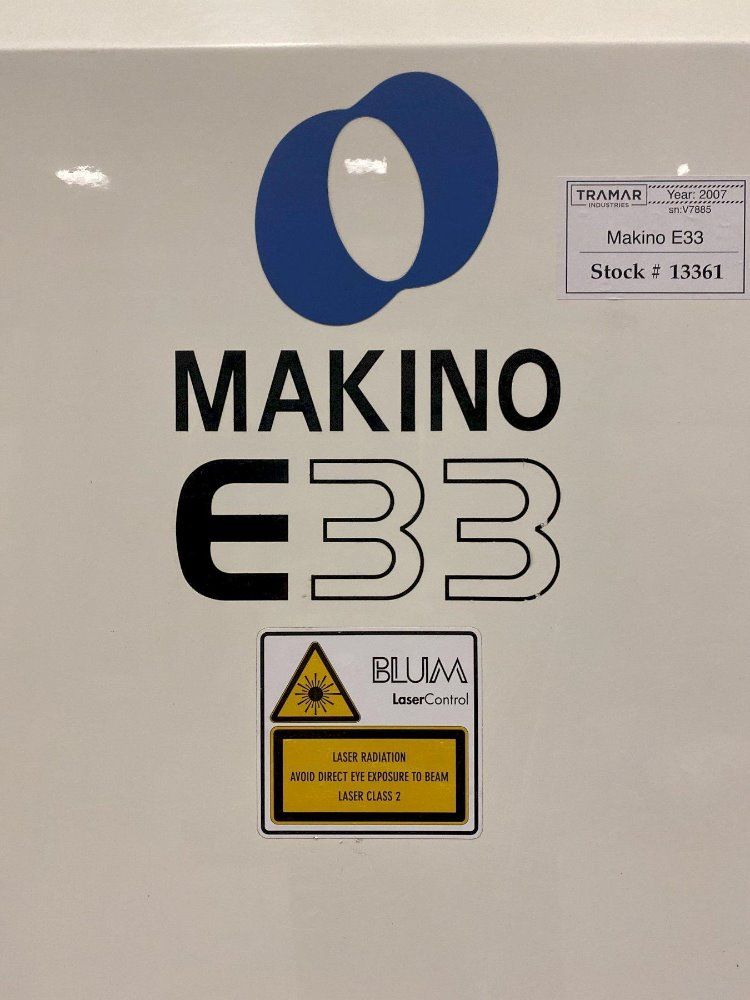 TRAMAR
INDUSTRIES
Year: 2007
sn:V7885
Makino E33
Stock # 13361
MAKINO
E33
BLUM
LaserControl
LASER RADIATION
AVOID DIRECT EYE EXPOSURE TO BEAM
LASER CLASS 2